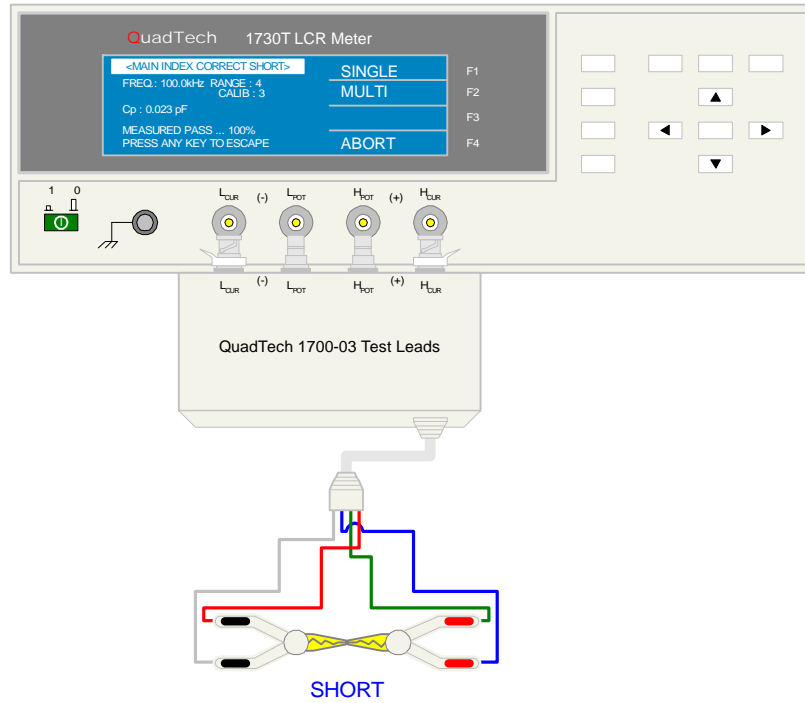 QuadTech 1730T LCR Meter
<MAIN INDEX CORRECT SHORT>
FREQ.: 100.0kHz RANGE : 4
CALIB : 3
Cp : 0.023 pF
MEASURED PASS ... 100%
PRESS ANY KEY TO ESCAPE
SINGLE F1
MULTI F2
F3
ABORT F4
1 0
LCUR (-) LPOT HPOT (+) HCUR
LCUR (-) LPOT HPOT (+) HCUR
QuadTech 1700-03 Test Leads
SHORT